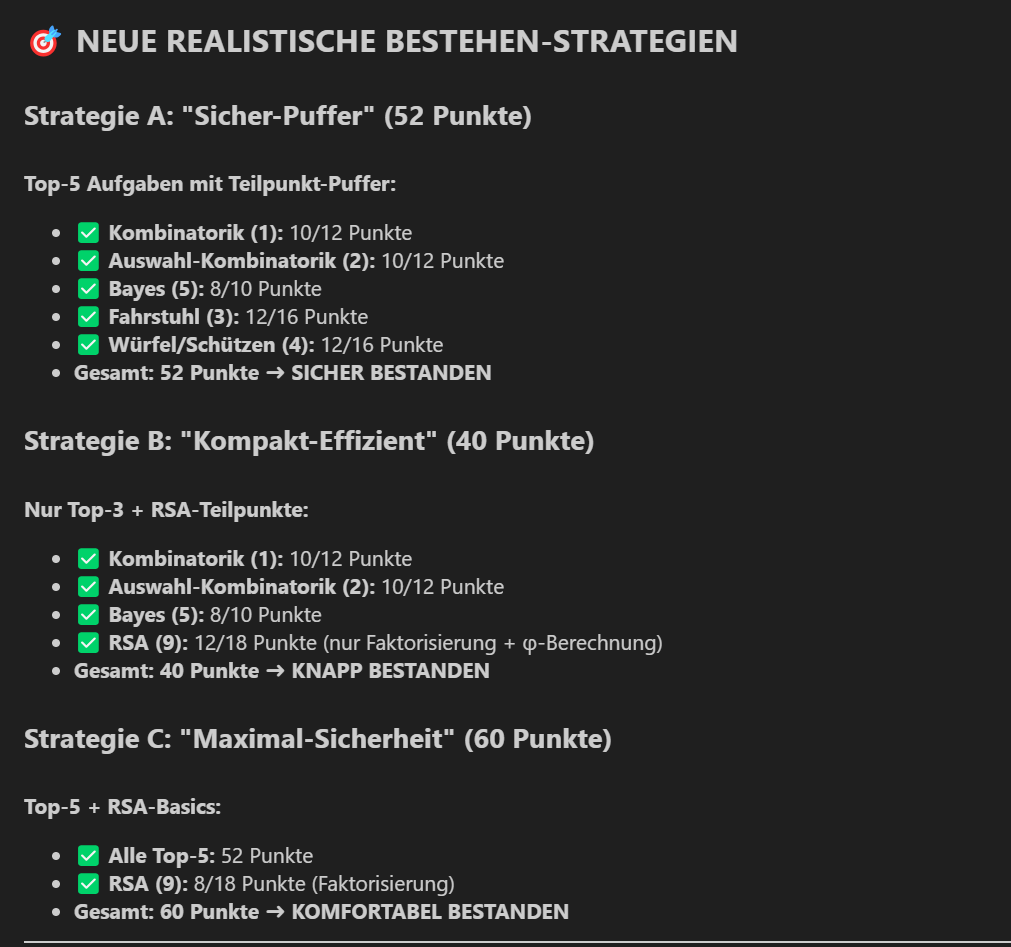 🎯 NEUE REALISTISCHE BESTEHEN-STRATEGIEN
Strategie A: "Sicher-Puffer" (52 Punkte)
Top-5 Aufgaben mit Teilpunkt-Puffer:
• ✅ Kombinatorik (1): 10/12 Punkte
• ✅ Auswahl-Kombinatorik (2): 10/12 Punkte
• ✅ Bayes (5): 8/10 Punkte
• ✅ Fahrstuhl (3): 12/16 Punkte
• ✅ Würfel/Schützen (4): 12/16 Punkte
• Gesamt: 52 Punkte → SICHER BESTANDEN
Strategie B: "Kompakt-Effizient" (40 Punkte)
Nur Top-3 + RSA-Teilpunkte:
• ✅ Kombinatorik (1): 10/12 Punkte
• ✅ Auswahl-Kombinatorik (2): 10/12 Punkte
• ✅ Bayes (5): 8/10 Punkte
• ✅ RSA (9): 12/18 Punkte (nur Faktorisierung + φ-Berechnung)
• Gesamt: 40 Punkte → KNAPP BESTANDEN
Strategie C: "Maximal-Sicherheit" (60 Punkte)
Top-5 + RSA-Basics:
• ✅ Alle Top-5: 52 Punkte
• ✅ RSA (9): 8/18 Punkte (Faktorisierung)
• Gesamt: 60 Punkte → KOMFORTABEL BESTANDEN